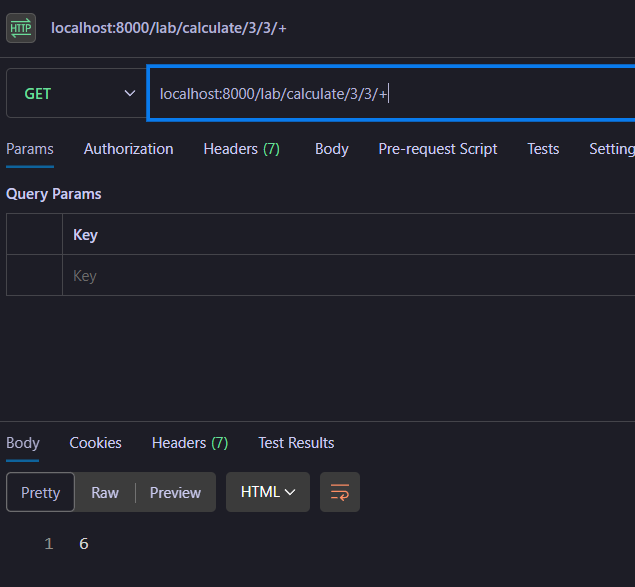 HTTP localhost:8000/lab/calculate/3/3/+
GET localhost:8000/lab/calculate/3/3/+
Params Authorization Headers (7) Body Pre-request Script Tests Setting
Query Params
Key
Key
Body Cookies Headers (7) Test Results
Pretty Raw Preview HTML
1 6